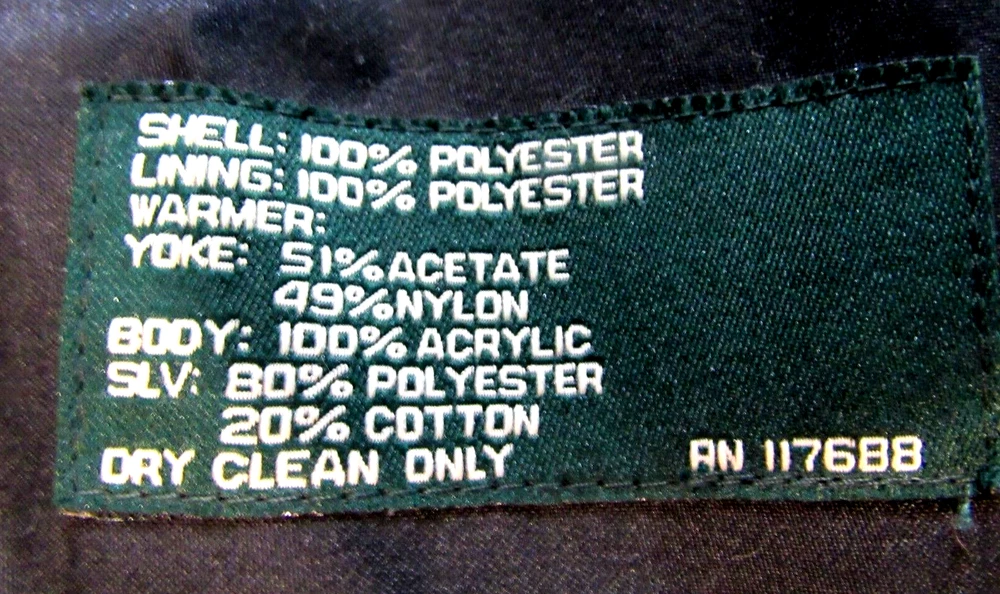 SHELL: 100% POLYESTER
LINING: 100% POLYESTER
WARMER:
YOKE: 51% ACETATE
49% NYLON
BODY: 100% ACRYLIC
SLV: 80% POLYESTER
20% COTTON
DRY CLEAN ONLY RN 117688